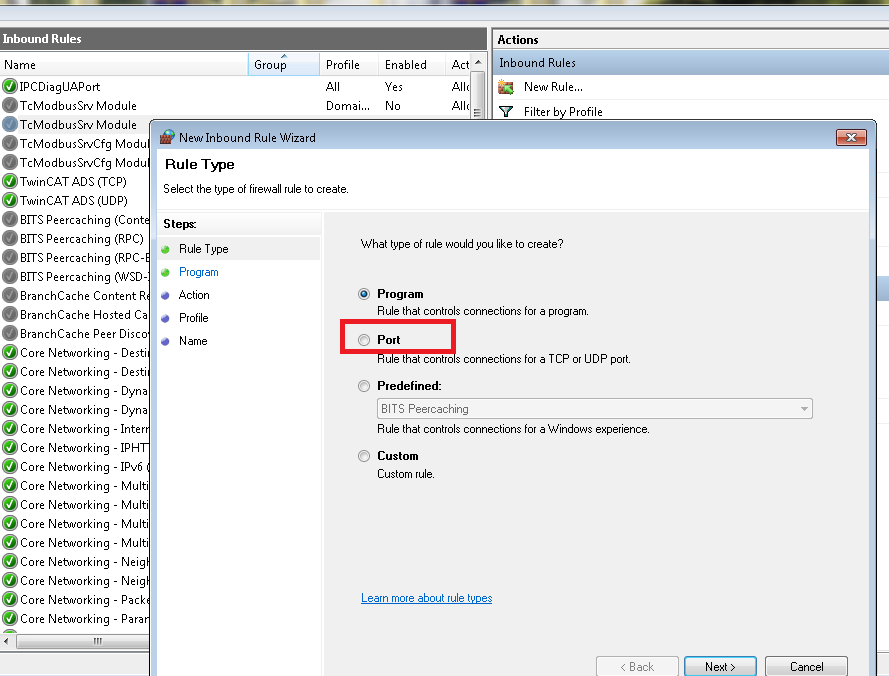 Inbound Rules
Name Group Profile Enabled Act
IPCDiagUAPort All Yes Allo
TcModbusSrv Module Domai... No Allo
TcModbusSrv Module
TcModbusSrvCfg Modul
TcModbusSrvCfg Modul
TwinCAT ADS (TCP)
TwinCAT ADS (UDP)
BITS Peercaching (Conte
BITS Peercaching (RPC)
BITS Peercaching (RPC-E
BITS Peercaching (WSD-I
BranchCache Content Re
BranchCache Hosted Ca
BranchCache Peer Disco
Core Networking - Destin
Core Networking - Destin
Core Networking - Dyna
Core Networking - Dyna
Core Networking - Intern
Core Networking - IPHTT
Core Networking - IPv6 (
Core Networking - Multi
Core Networking - Multi
Core Networking - Multi
Core Networking - Multi
Core Networking - Neigh
Core Networking - Neigh
Core Networking - Packe
Core Networking - Paran
Actions
Inbound Rules
New Rule...
Filter by Profile
New Inbound Rule Wizard
Rule Type
Select the type of firewall rule to create.
Steps:
Rule Type
Program
Action
Profile
Name
What type of rule would you like to create?
Program
Rule that controls connections for a program.
Port
Rule that controls connections for a TCP or UDP port.
Predefined:
BITS Peercaching
Rule that controls connections for a Windows experience.
Custom
Custom rule.
Learn more about rule types
< Back
Next >
Cancel